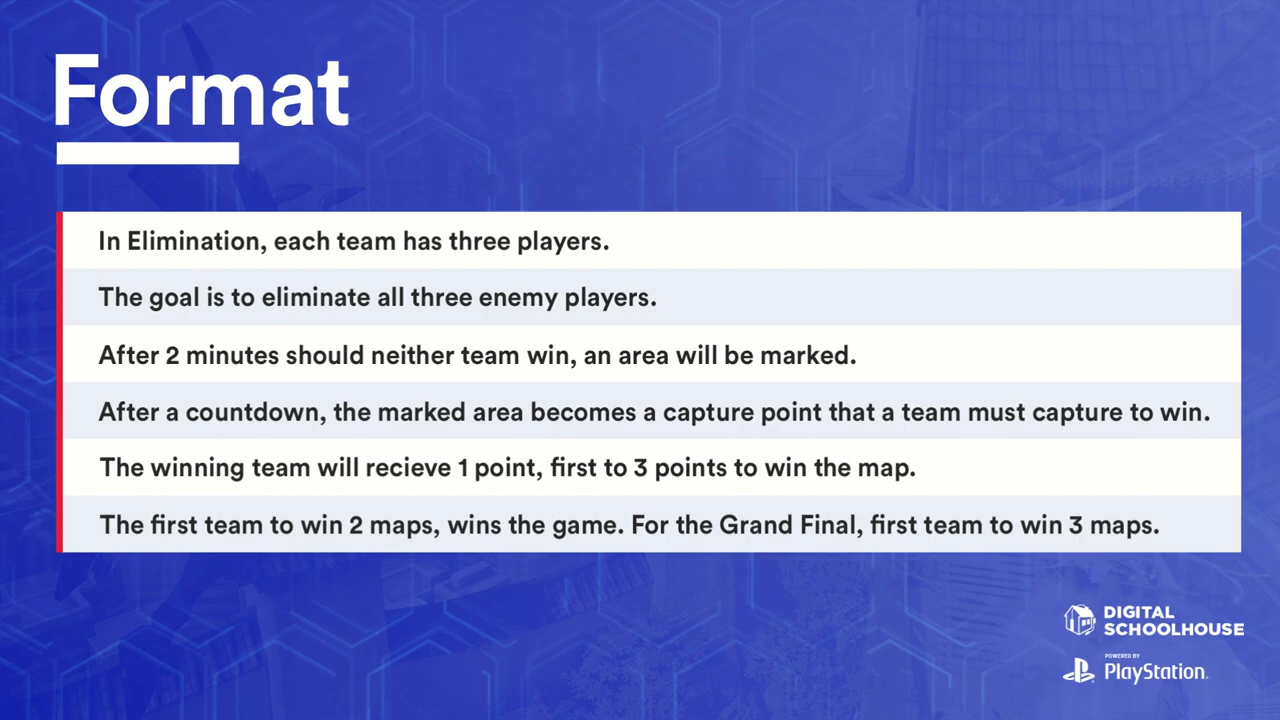 Format
In Elimination, each team has three players.
The goal is to eliminate all three enemy players.
After 2 minutes should neither team win, an area will be marked.
After a countdown, the marked area becomes a capture point that a team must capture to win.
The winning team will recieve 1 point, first to 3 points to win the map.
The first team to win 2 maps, wins the game. For the Grand Final, first team to win 3 maps.
DIGITAL
SCHOOLHOUSE
POWERED BY
PlayStation.